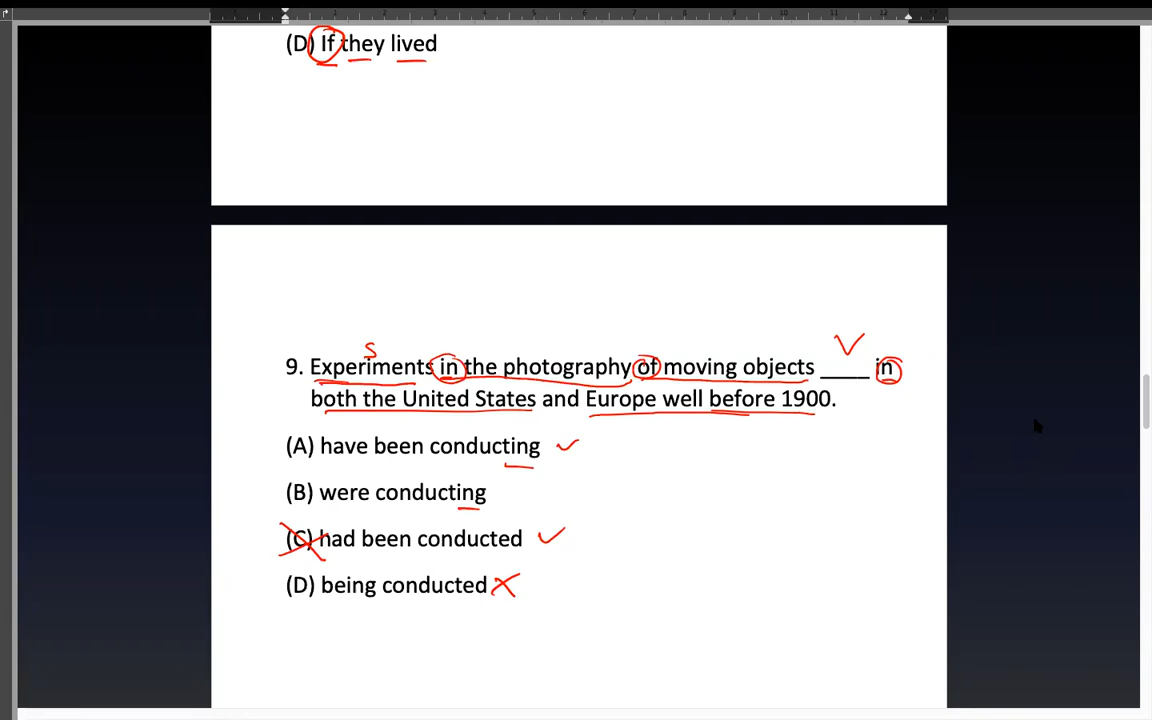 (D) If they lived
S
V
9. Experiments in the photography of moving objects ____ in
both the United States and Europe well before 1900.
(A) have been conducting
(B) were conducting
(C) had been conducted
(D) being conducted